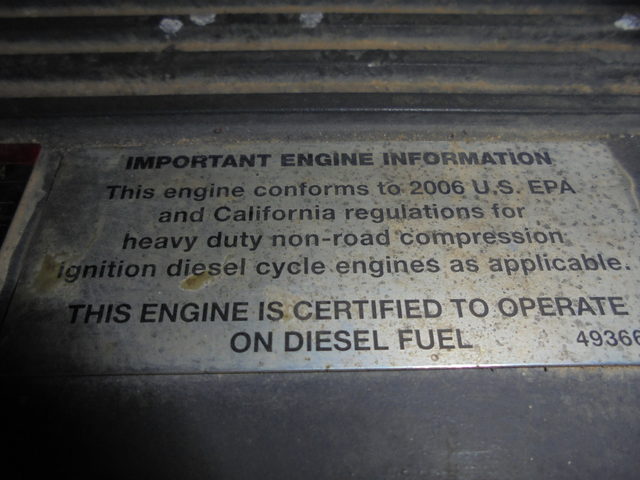 IMPORTANT ENGINE INFORMATION
This engine conforms to 2006 U.S. EPA
and California regulations for
heavy duty non-road compression
ignition diesel cycle engines as applicable.
THIS ENGINE IS CERTIFIED TO OPERATE
ON DIESEL FUEL
49366